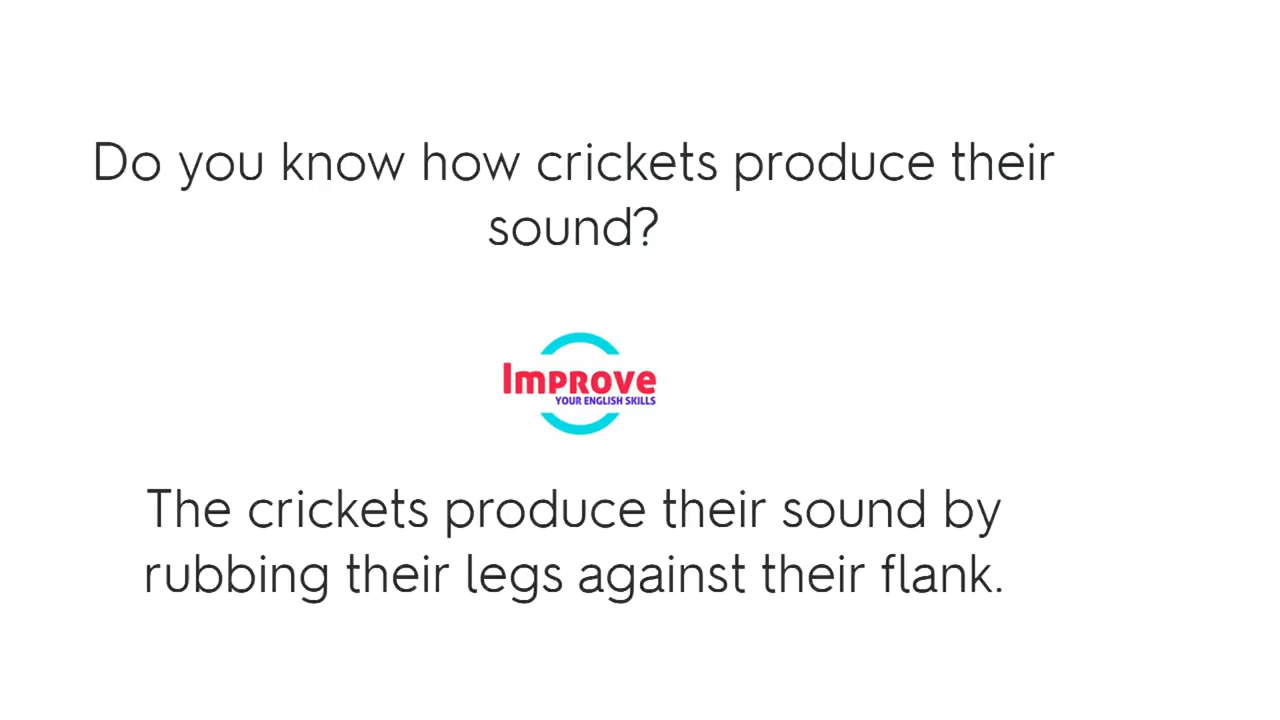 Do you know how crickets produce their
sound?
Improve
YOUR ENGLISH SKILLS
The crickets produce their sound by
rubbing their legs against their flank.